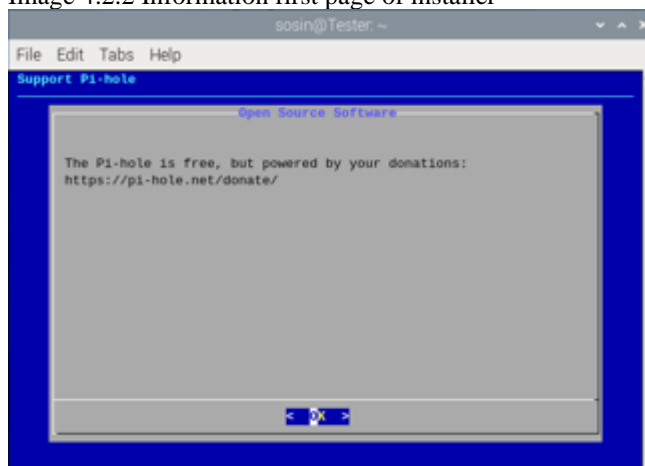 Image 4.2.2 Information first page of installer
sosin@Tester: ~
File Edit Tabs Help
Support Pi-hole
Open Source Software
The Pi-hole is free, but powered by your donations:
https://pi-hole.net/donate/
< OK >